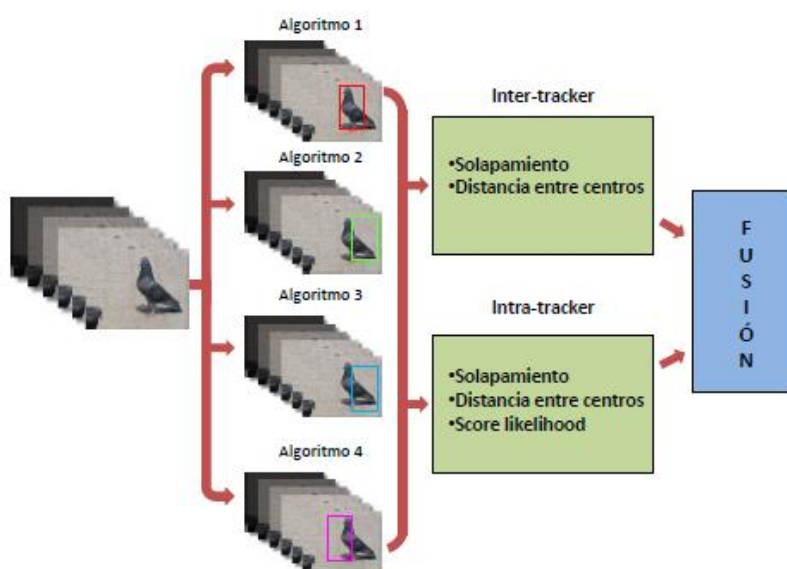 Algoritmo 1
Algoritmo 2
Algoritmo 3
Algoritmo 4
Inter-tracker
•Solapamiento
•Distancia entre centros
Intra-tracker
•Solapamiento
•Distancia entre centros
•Score likelihood
FUSIÓN